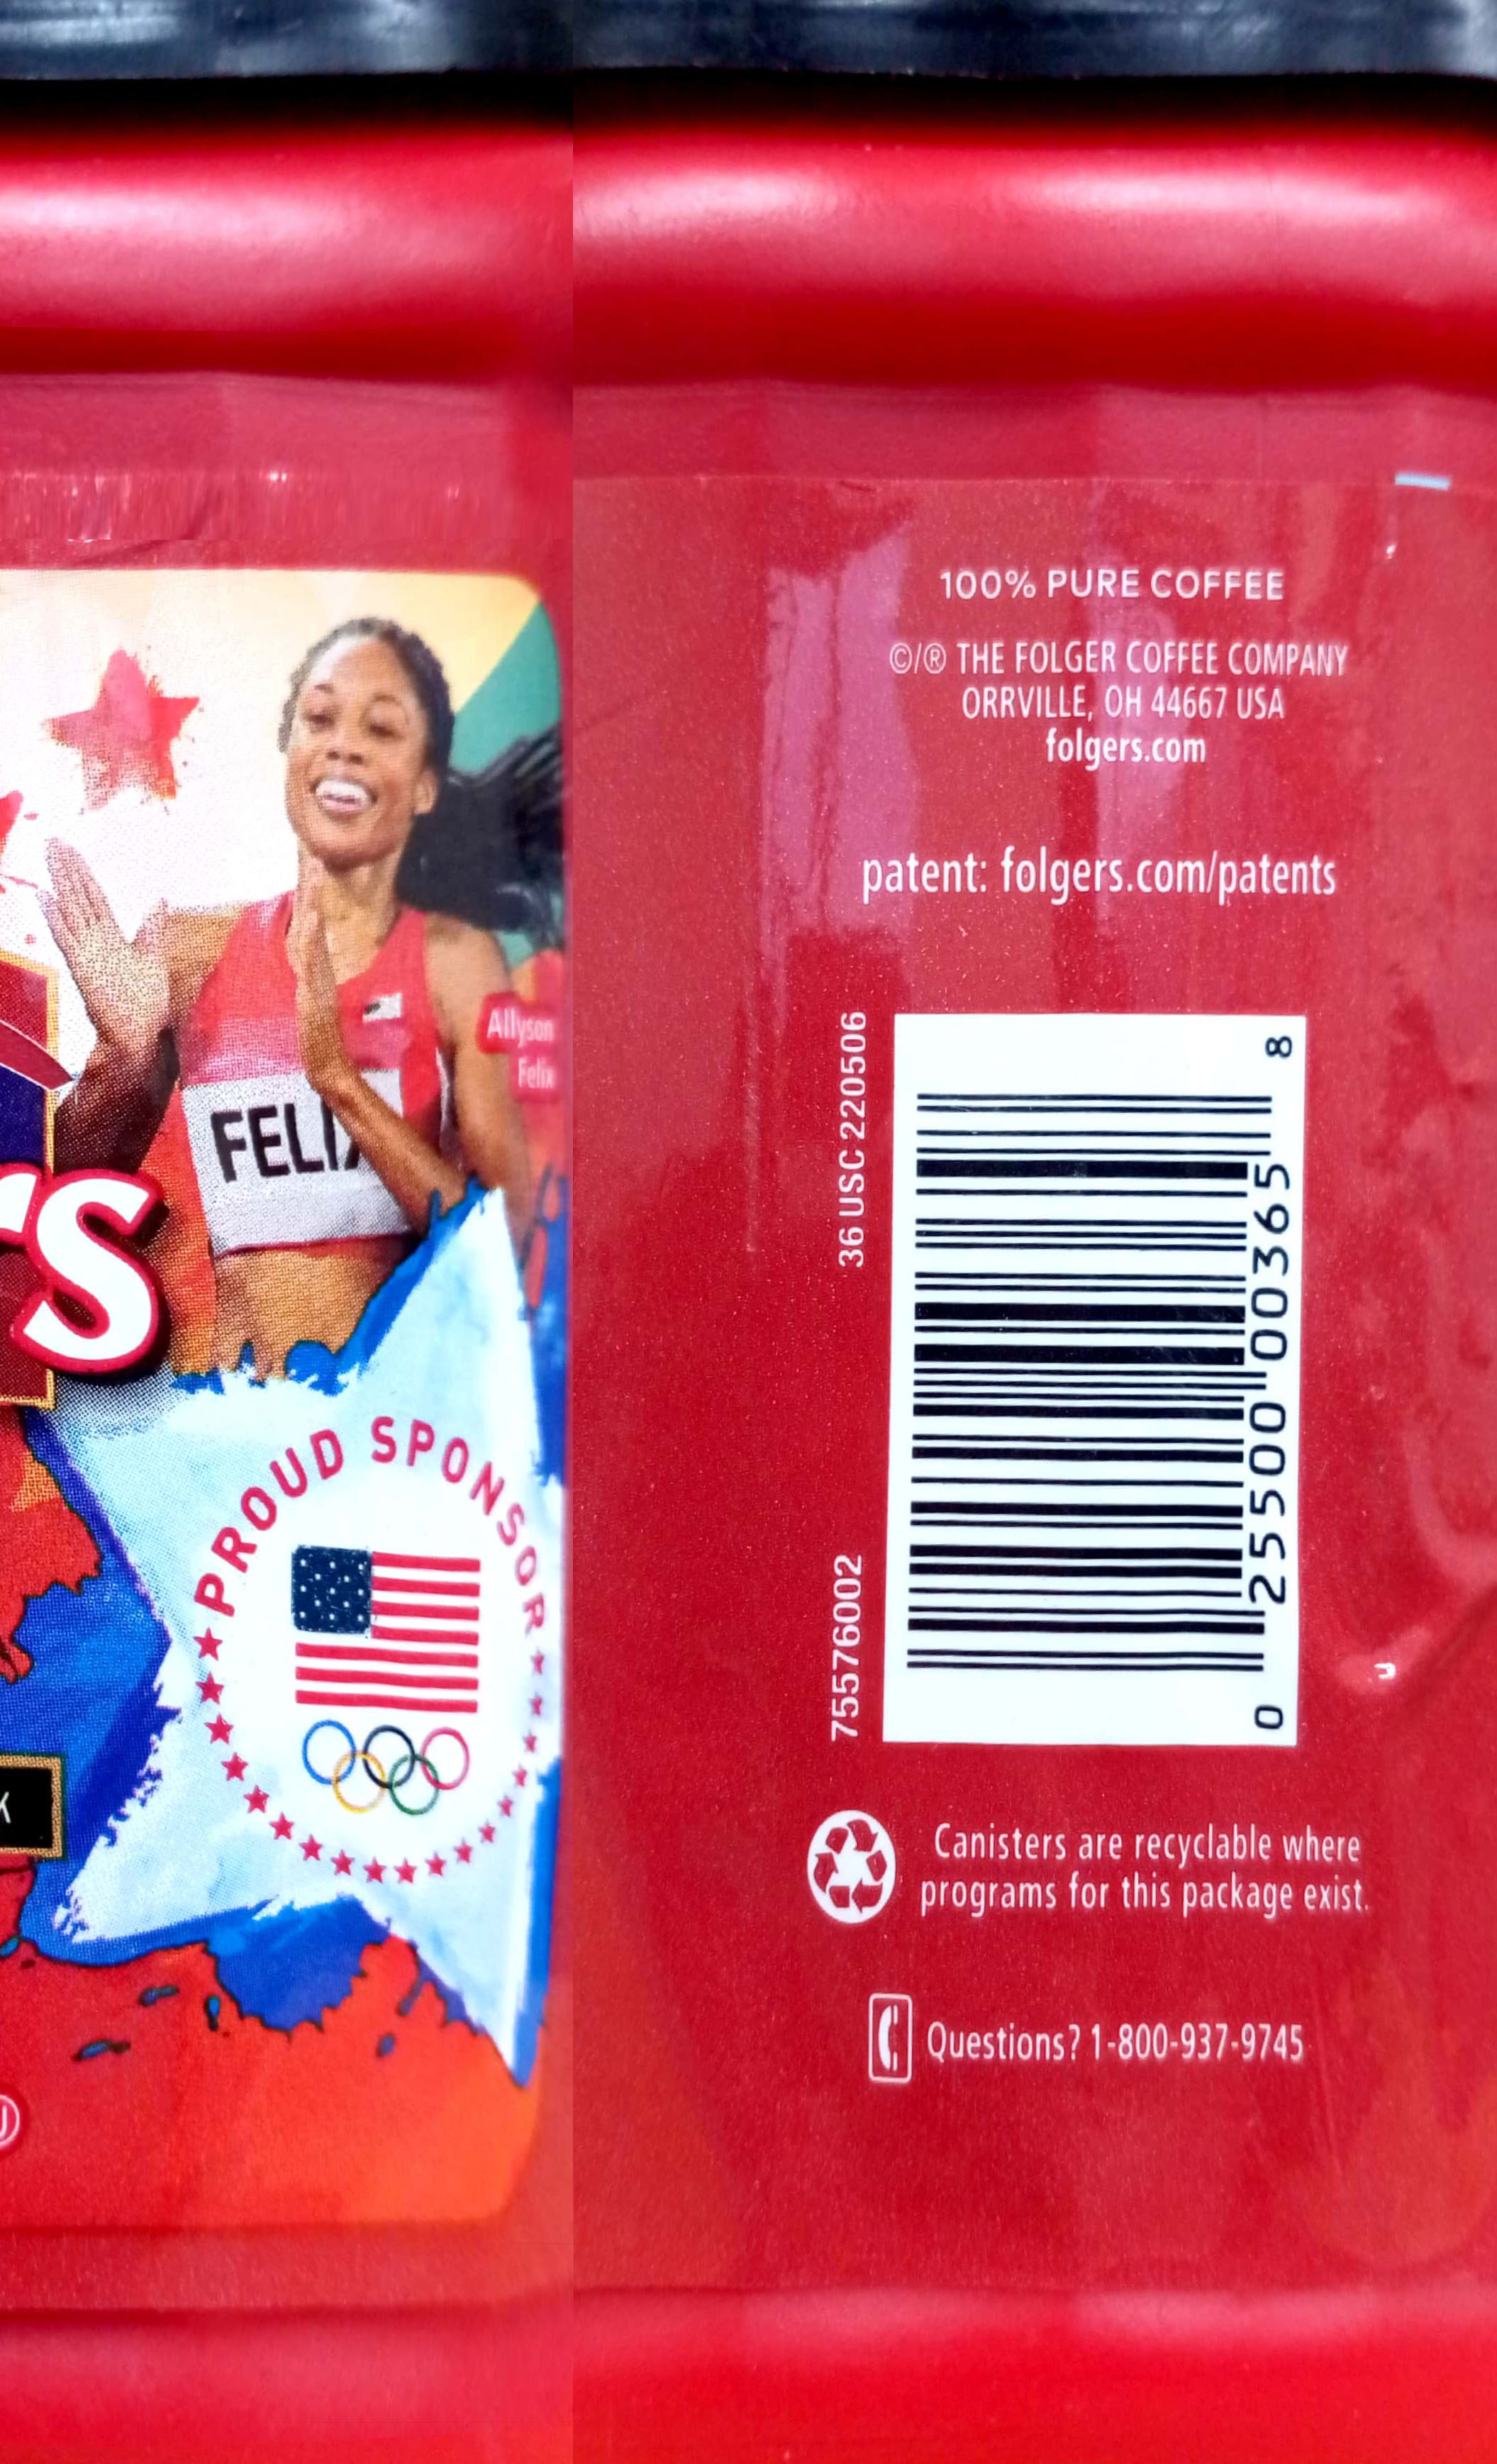 Allyson
Felix
FELIX
rs
PROUD SPONSOR
K
U
100% PURE COFFEE
©/® THE FOLGER COFFEE COMPANY
ORRVILLE, OH 44667 USA
folgers.com
patent: folgers.com/patents
36 USC 220506
75576002
0 25500 00365 8
Canisters are recyclable where
programs for this package exist.
Questions? 1-800-937-9745